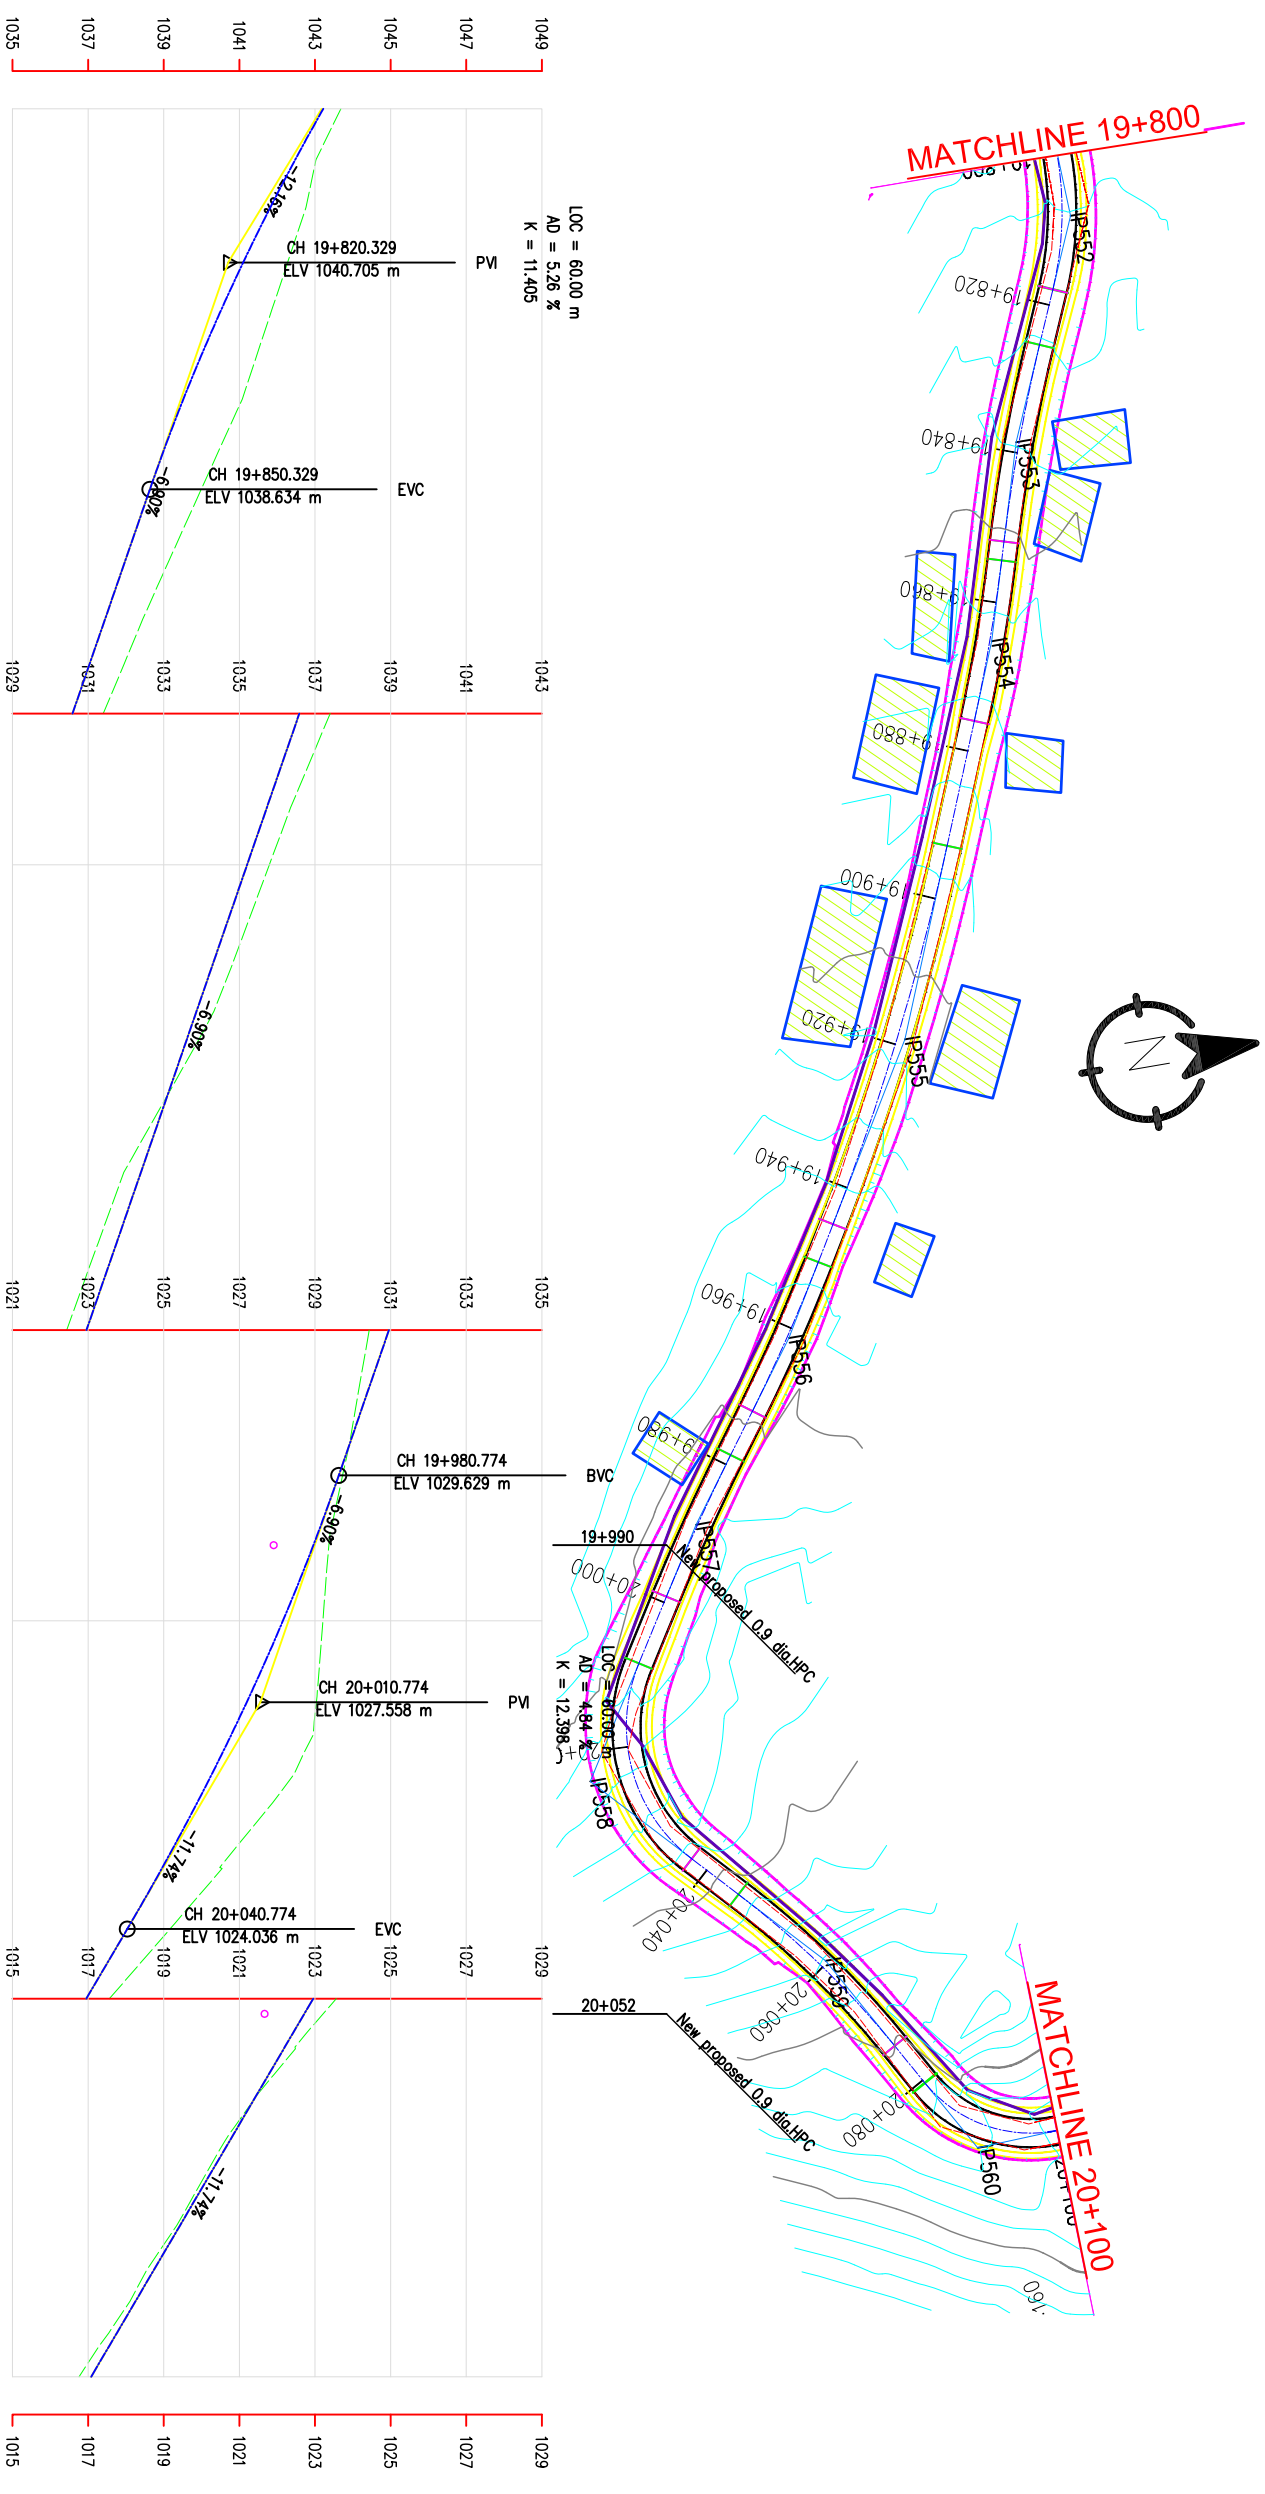 1035 1037 1039 1041 1043 1045 1047 1049
MATCHLINE 19+800
-12.16%
CH 19+820.329
ELV 1040.705 m
PVI
LOC = 60.00 m
AD = 5.26 %
K = 11.405
IP552
19+820
19+840
IP553
-6.90%
CH 19+850.329
ELV 1038.634 m
EVC
19+860
IP554
1029 1031 1033 1035 1037 1039 1041 1043
9+880
19+900
-6.90%
19+920
IP555
N
19+940
1021 1023 1025 1027 1029 1031 1033 1035
19+960
IP556
9+980
CH 19+980.774
ELV 1029.629 m
BVC
-6.90%
19+990
New proposed 0.9 dia.HPC
IP557
20+000
LOC = 60.00 m
AD = 4.84 %
K = 12.398
CH 20+010.774
ELV 1027.558 m
PVI
IP558
-11.74%
CH 20+040.774
ELV 1024.036 m
EVC
20+040
1015 1017 1019 1021 1023 1025 1027 1029
IP559
20+060
20+052
New proposed 0.9 dia.HPC
MATCHLINE 20+100
20+080
IP560
-11.74%
1015 1017 1019 1021 1023 1025 1027 1029